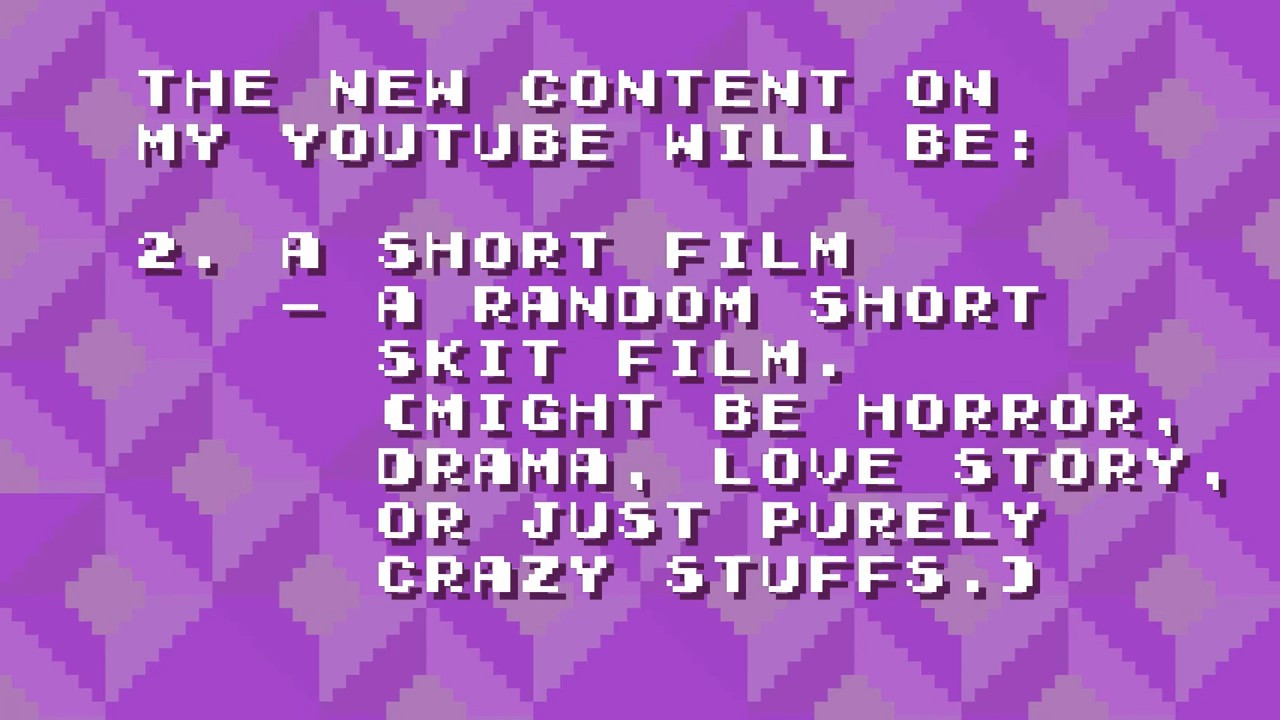 THE NEW CONTENT ON
MY YOUTUBE WILL BE:
2. A SHORT FILM
- A RANDOM SHORT
SKIT FILM.
(MIGHT BE HORROR,
DRAMA, LOVE STORY,
OR JUST PURELY
CRAZY STUFFS.)